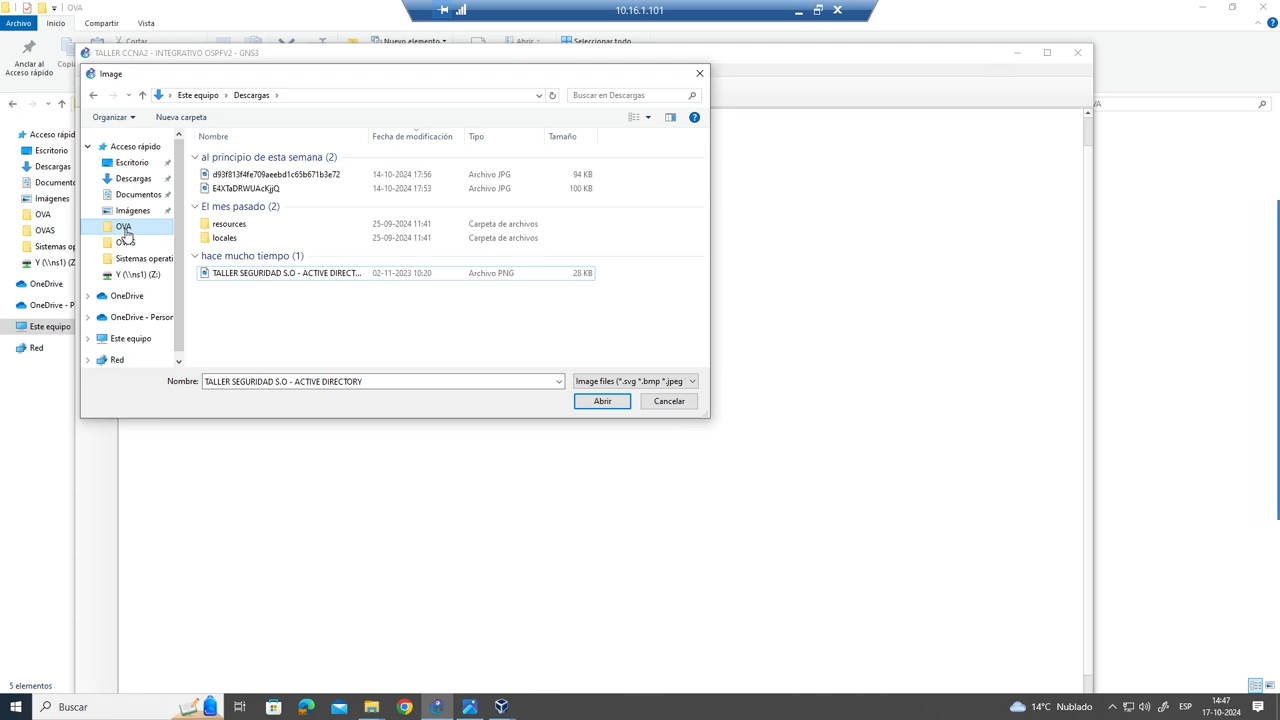 OVA
10.16.1.101
Archivo
Inicio
Compartir
Vista
Anclar al
Acceso rápido
Cortar
Nuevo elemento
Abrir
Seleccionar todo
TALLER CCNA2 - INTEGRATIVO OSPFV2 - GNS3
Image
Este equipo
Descargas
Buscar en Descargas
Organizar
Nueva carpeta
Nombre
Fecha de modificación
Tipo
Tamaño
Acceso rápido
Escritorio
Descargas
Documentos
Imágenes
OVA
Sistemas operati
Y (\\ns1) (Z:)
OneDrive
OneDrive - Person
Este equipo
Red
al principio de esta semana (2)
d93f813f4fe709aeebd1c65b671b3e72 14-10-2024 17:56 Archivo JPG 94 KB
E4XTaDRWUAcKjjQ 14-10-2024 17:53 Archivo JPG 100 KB
El mes pasado (2)
resources 25-09-2024 11:41 Carpeta de archivos
locales 25-09-2024 11:41 Carpeta de archivos
hace mucho tiempo (1)
TALLER SEGURIDAD S.O - ACTIVE DIRECT... 02-11-2023 10:20 Archivo PNG 28 KB
Nombre:
TALLER SEGURIDAD S.O - ACTIVE DIRECTORY
Image files (*.svg *.bmp *.jpeg
Abrir
Cancelar
Acceso rápid
Escritorio
Descargas
Documento
Imágenes
OVA
OVAS
Sistemas op
Y (\\ns1) (Z
OneDrive
OneDrive - P
Este equipo
Red
5 elementos
Buscar
14°C Nublado
ESP
14:47
17-10-2024